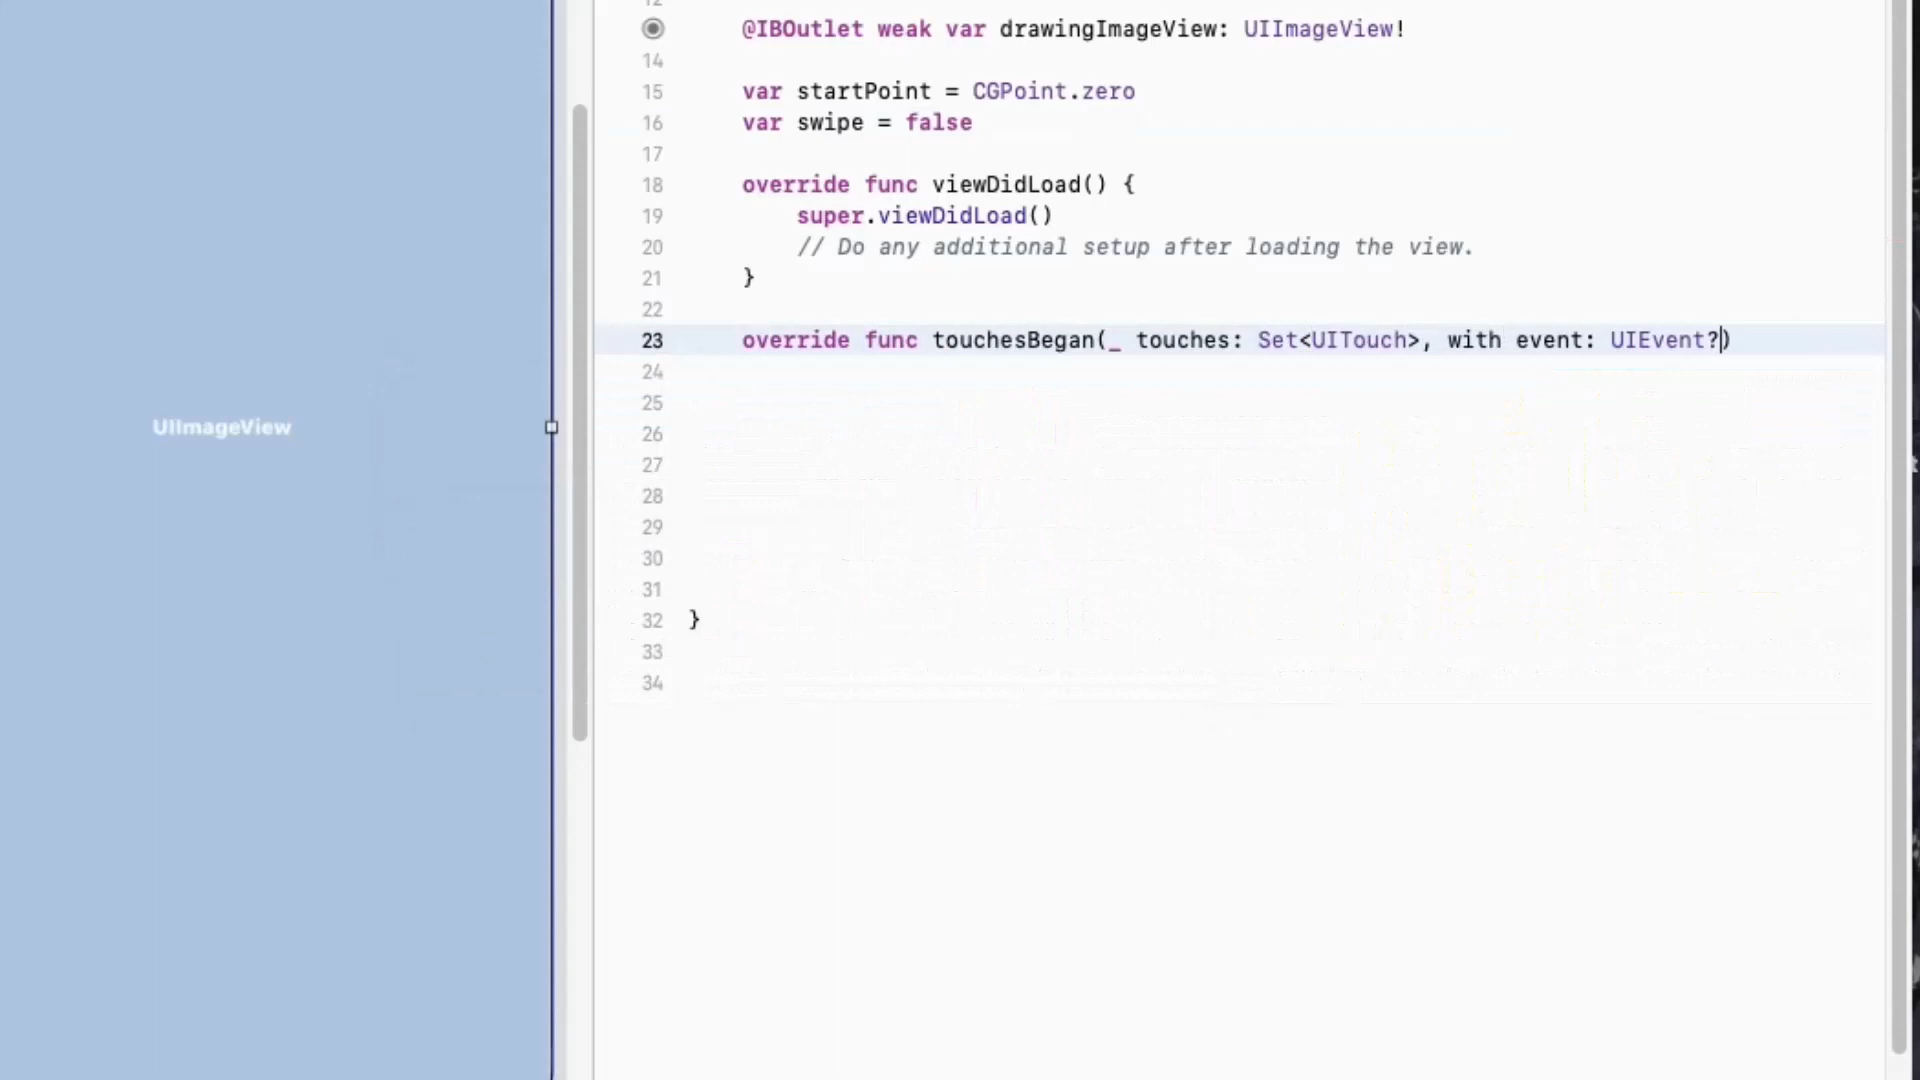 12
@IBOutlet weak var drawingImageView: UIImageView!
14
15 var startPoint = CGPoint.zero
16 var swipe = false
17
18 override func viewDidLoad() {
19 super.viewDidLoad()
20 // Do any additional setup after loading the view.
21 }
22
23 override func touchesBegan(_ touches: Set<UITouch>, with event: UIEvent?)
24
25
UIImageView
26
27
28
29
30
31
32 }
33
34